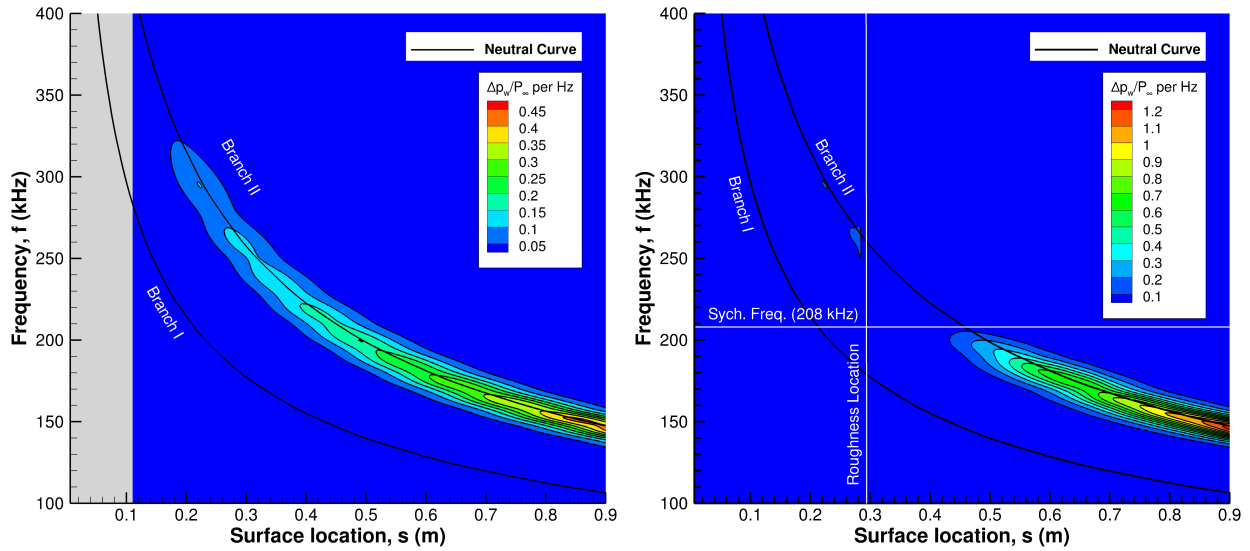 400
350
300
250
200
150
100
Frequency, f (kHz)
0.1 0.2 0.3 0.4 0.5 0.6 0.7 0.8 0.9
Surface location, s (m)
Neutral Curve
Δp_w/P_∞ per Hz
0.45
0.4
0.35
0.3
0.25
0.2
0.15
0.1
0.05
Branch II
Branch I
400
350
300
250
200
150
100
Frequency, f (kHz)
0.1 0.2 0.3 0.4 0.5 0.6 0.7 0.8 0.9
Surface location, s (m)
Neutral Curve
Δp_w/P_∞ per Hz
1.2
1.1
1
0.9
0.8
0.7
0.6
0.5
0.4
0.3
0.2
0.1
Branch II
Branch I
Sych. Freq. (208 kHz)
Roughness Location